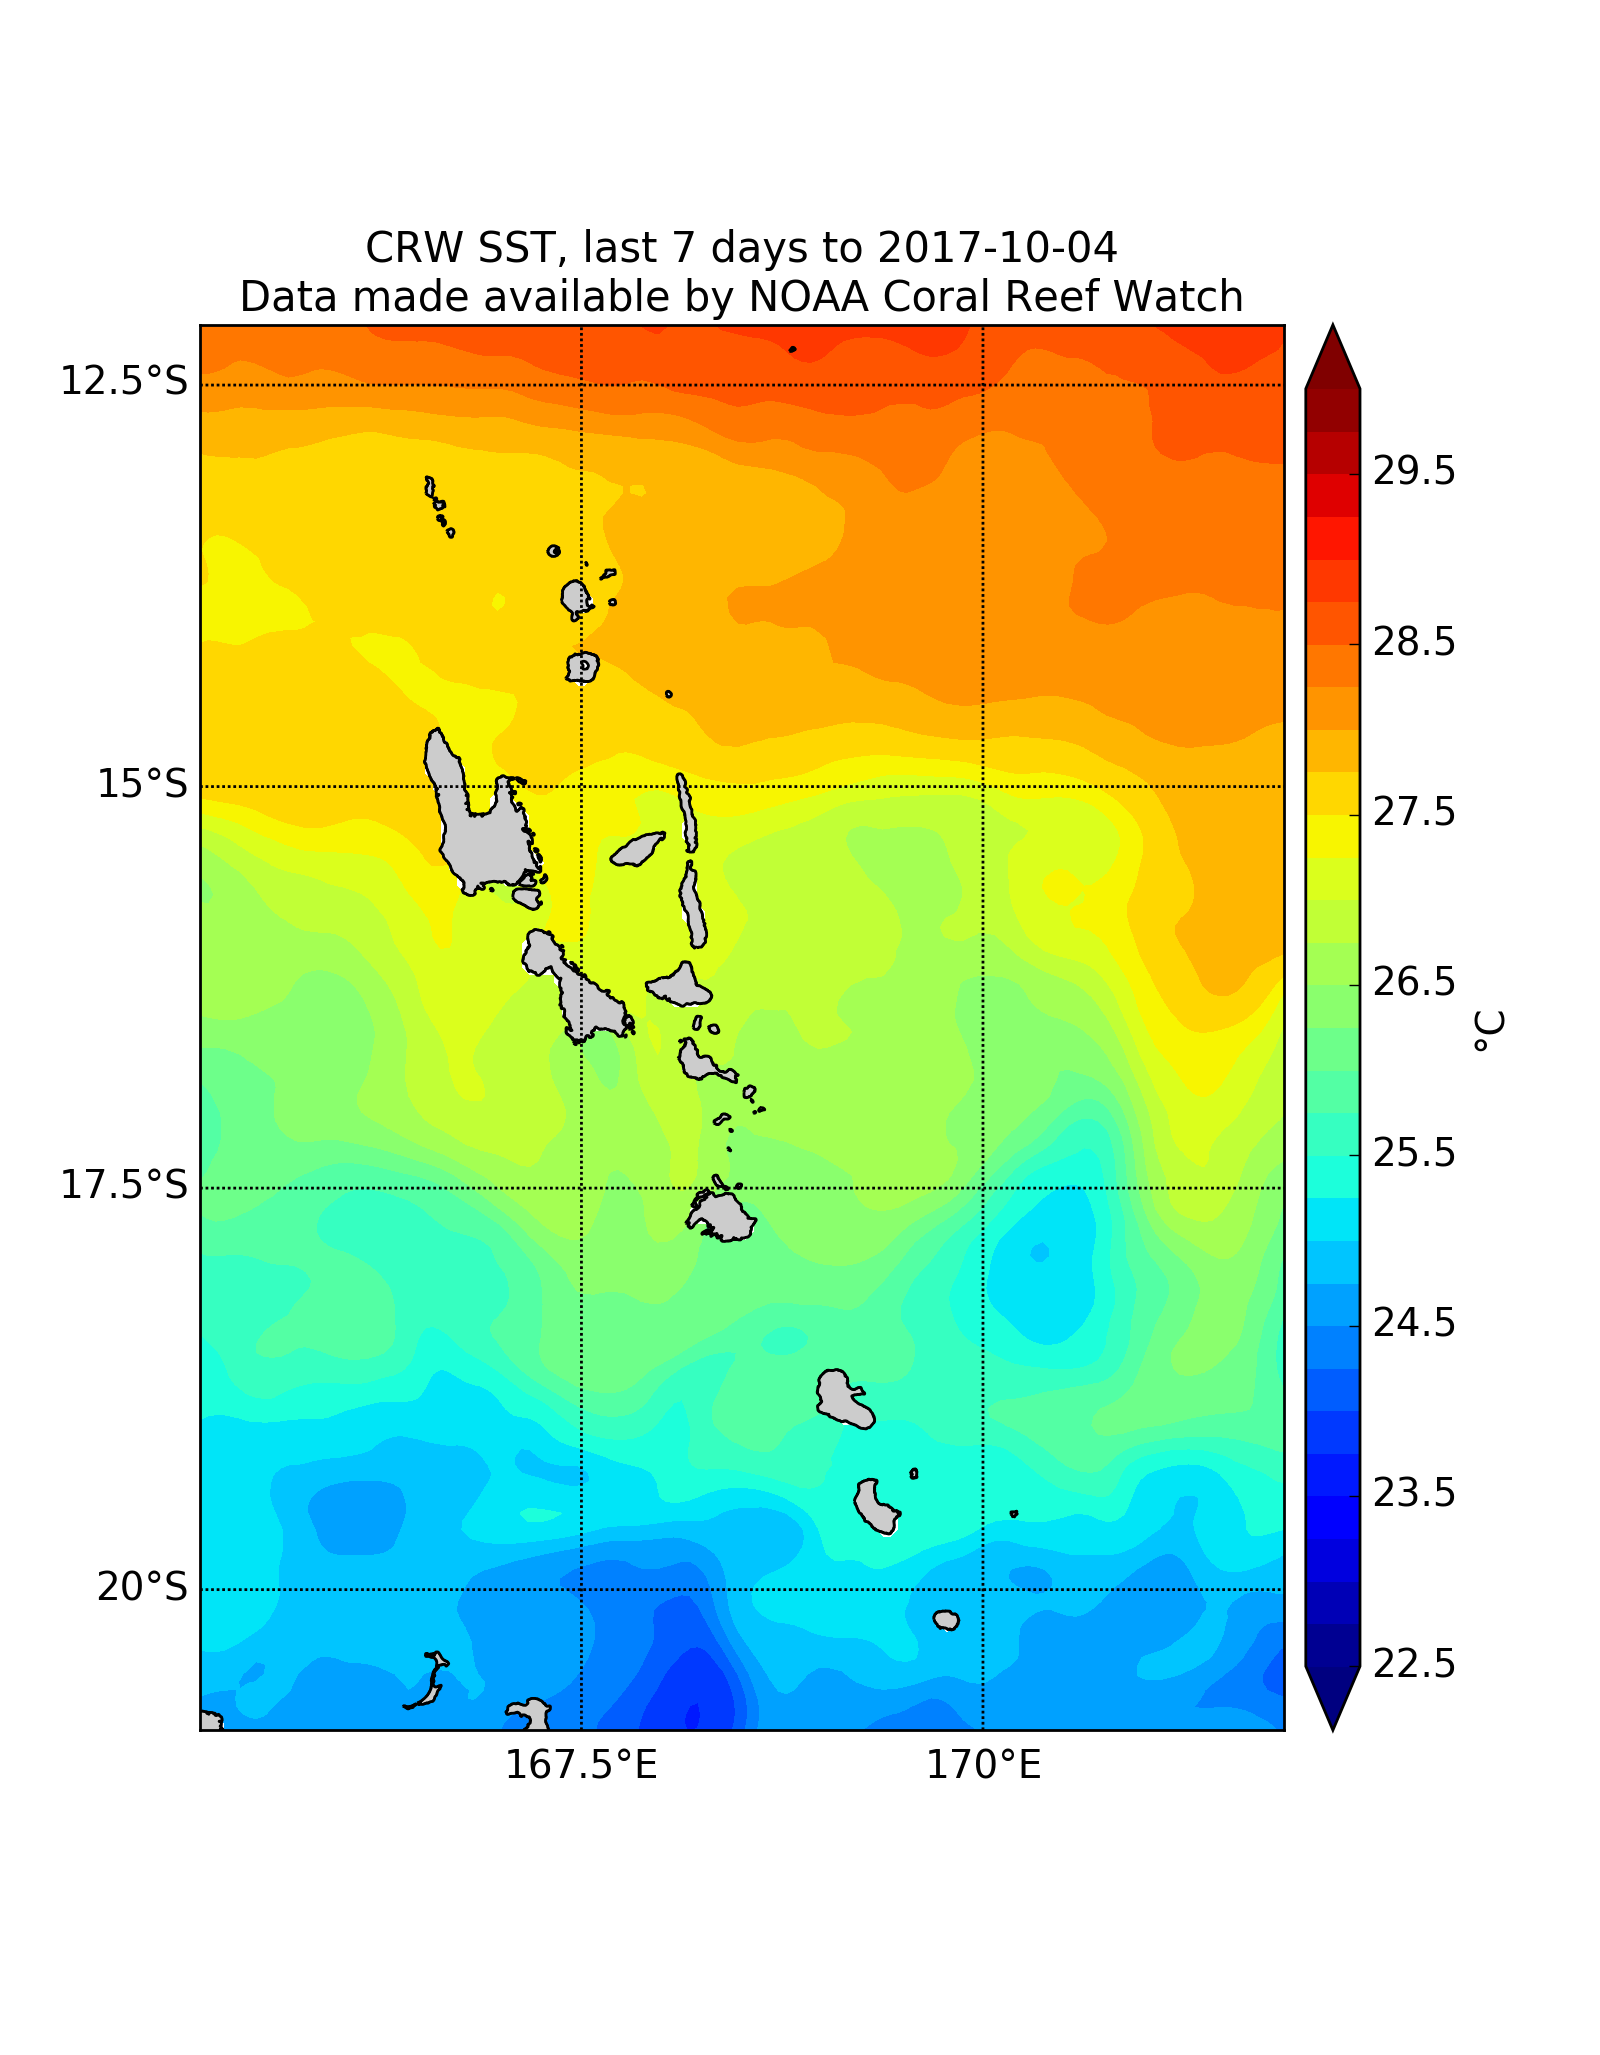 CRW SST, last 7 days to 2017-10-04
Data made available by NOAA Coral Reef Watch
12.5°S
15°S
17.5°S
20°S
167.5°E
170°E
29.5
28.5
27.5
26.5
25.5
24.5
23.5
22.5
°C